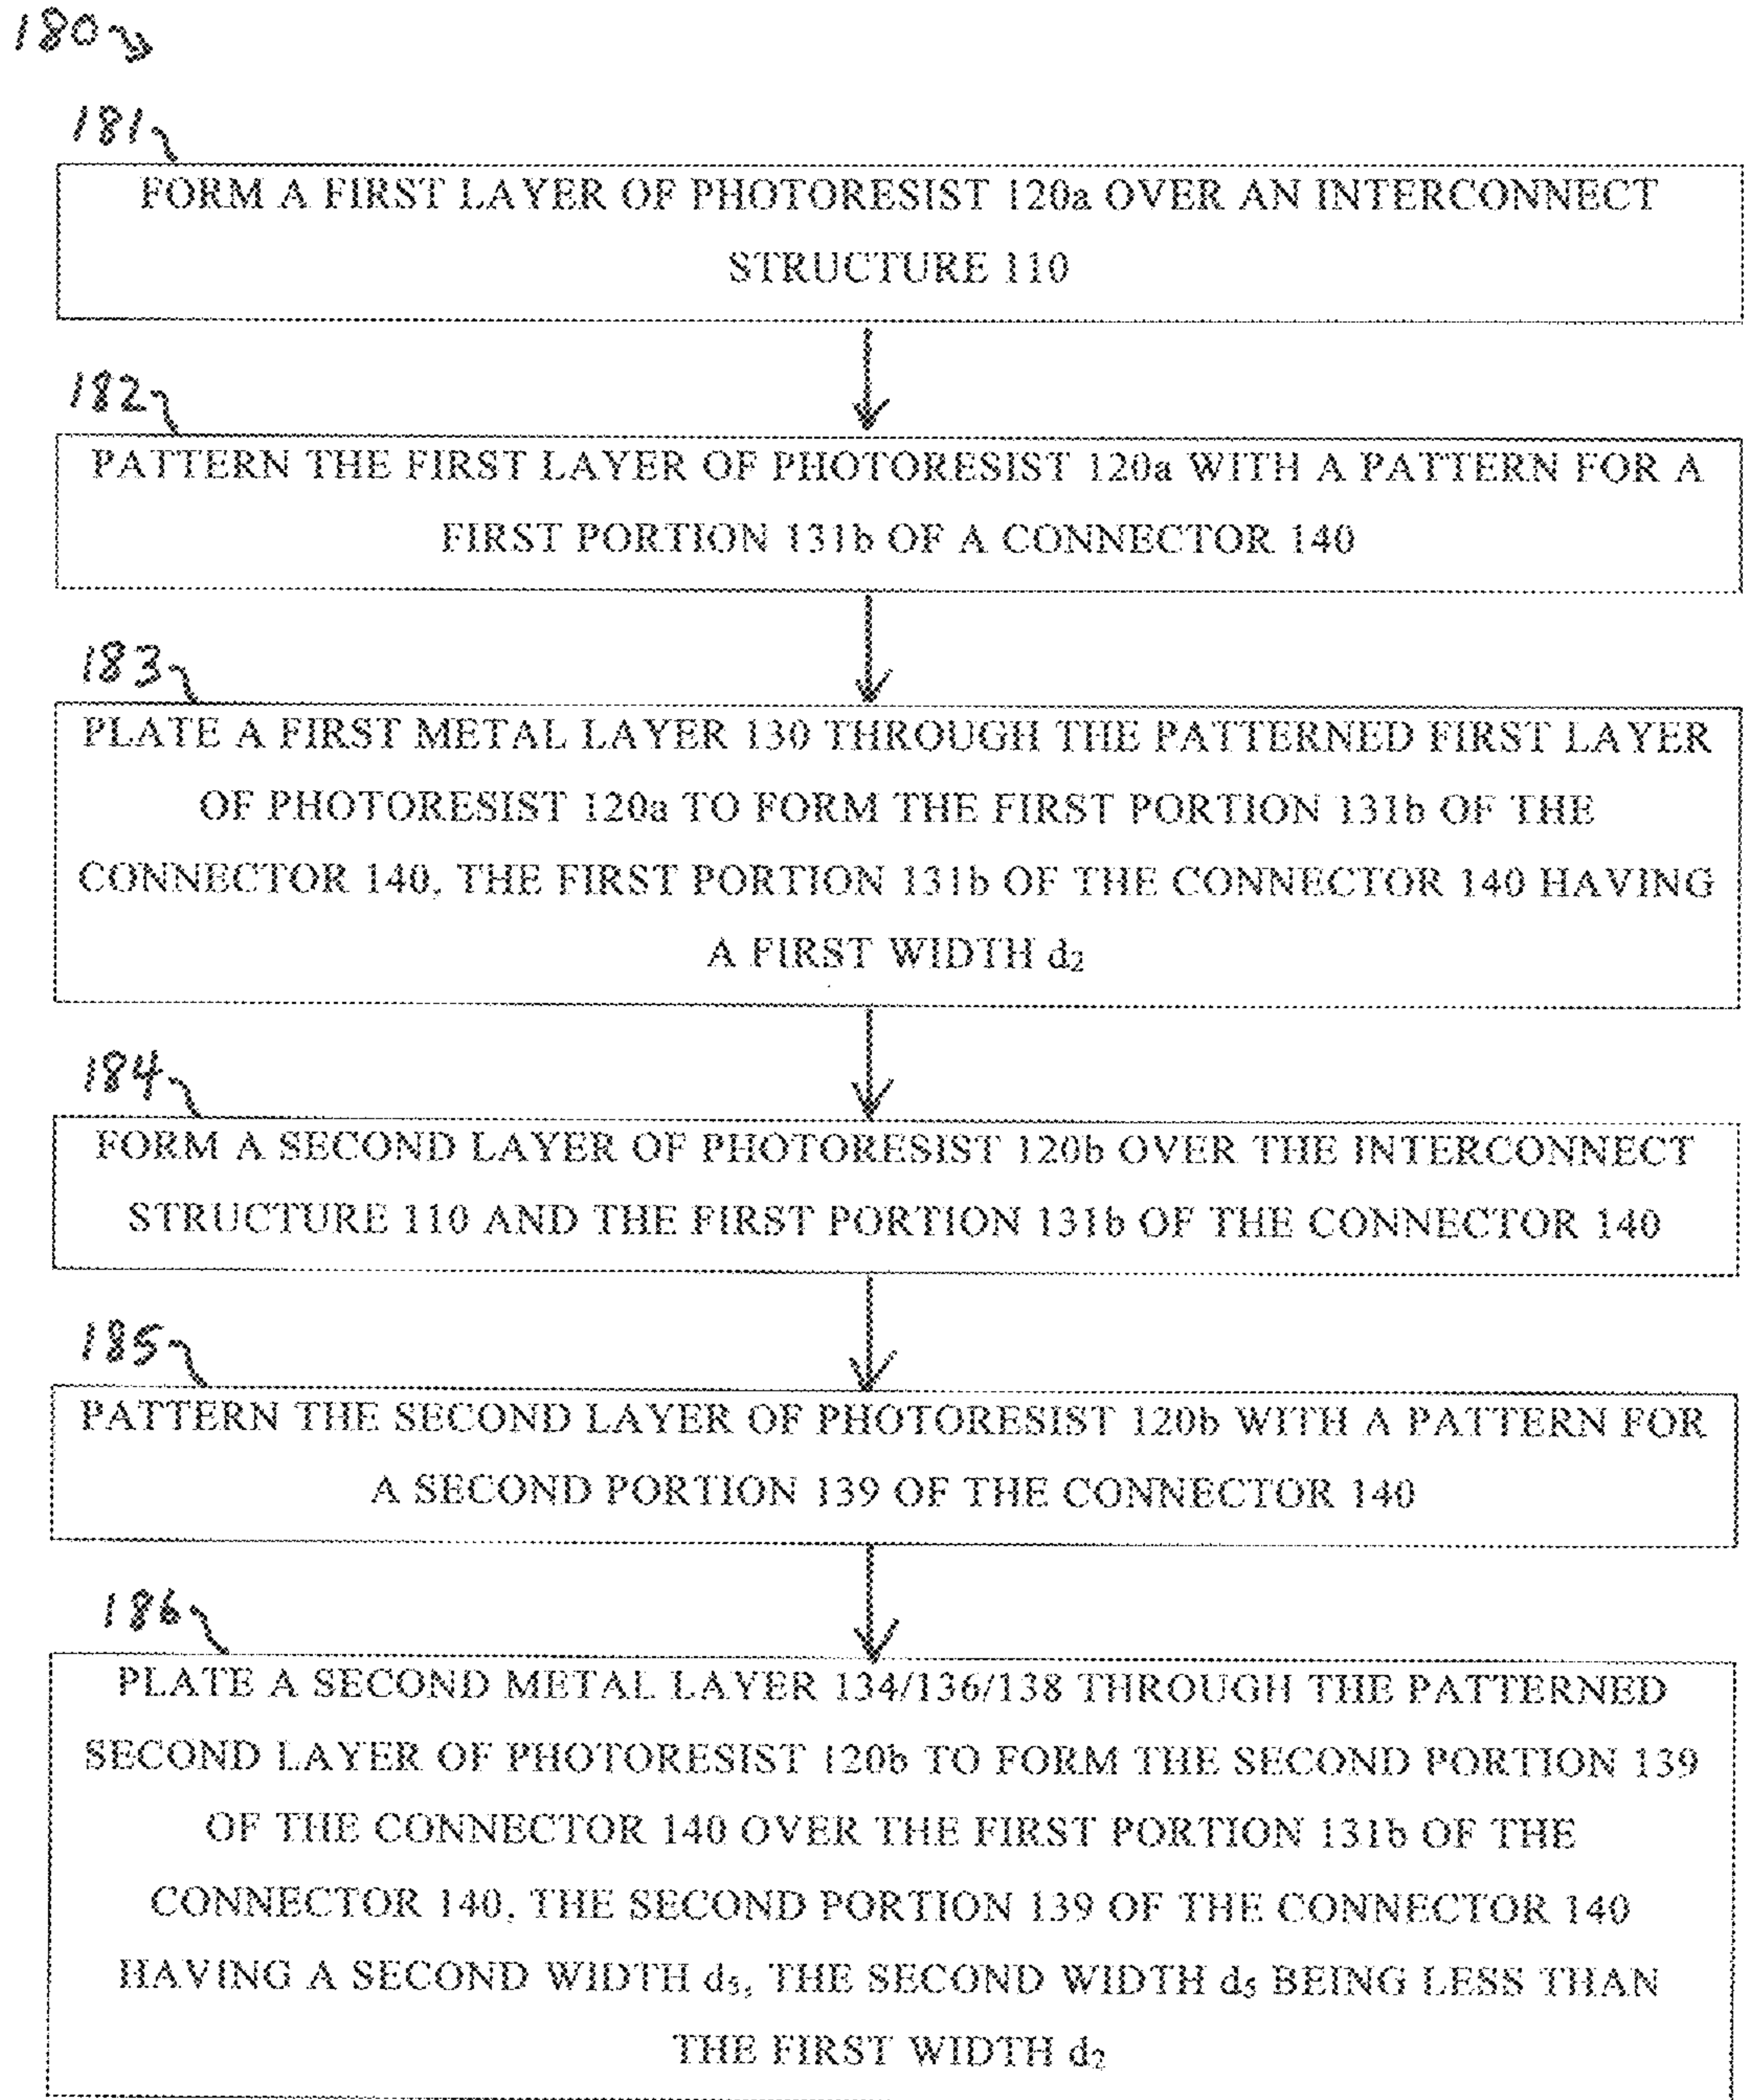 180
181
FORM A FIRST LAYER OF PHOTORESIST 120a OVER AN INTERCONNECT
STRUCTURE 110
182
PATTERN THE FIRST LAYER OF PHOTORESIST 120a WITH A PATTERN FOR A
FIRST PORTION 131b OF A CONNECTOR 140
183
PLATE A FIRST METAL LAYER 130 THROUGH THE PATTERNED FIRST LAYER
OF PHOTORESIST 120a TO FORM THE FIRST PORTION 131b OF THE
CONNECTOR 140, THE FIRST PORTION 131b OF THE CONNECTOR 140 HAVING
A FIRST WIDTH d₂
184
FORM A SECOND LAYER OF PHOTORESIST 120b OVER THE INTERCONNECT
STRUCTURE 110 AND THE FIRST PORTION 131b OF THE CONNECTOR 140
185
PATTERN THE SECOND LAYER OF PHOTORESIST 120b WITH A PATTERN FOR
A SECOND PORTION 139 OF THE CONNECTOR 140
186
PLATE A SECOND METAL LAYER 134/136/138 THROUGH THE PATTERNED
SECOND LAYER OF PHOTORESIST 120b TO FORM THE SECOND PORTION 139
OF THE CONNECTOR 140 OVER THE FIRST PORTION 131b OF THE
CONNECTOR 140, THE SECOND PORTION 139 OF THE CONNECTOR 140
HAVING A SECOND WIDTH d₅, THE SECOND WIDTH d₅ BEING LESS THAN
THE FIRST WIDTH d₂